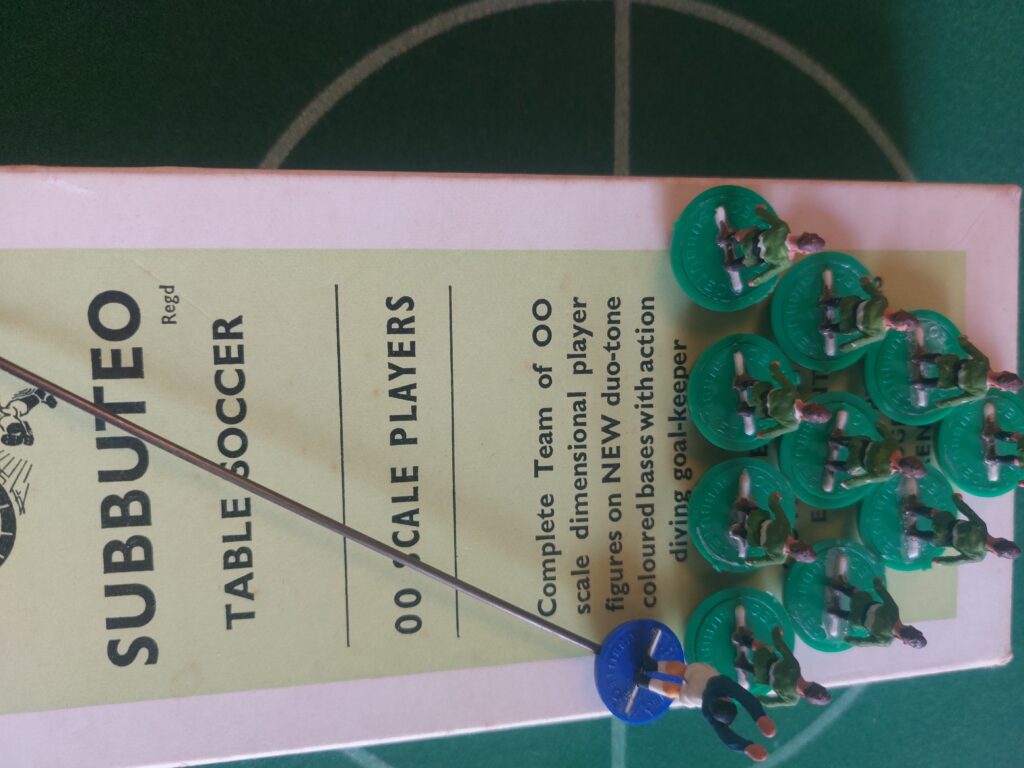 SUBBUTEO
Regd
TABLE SOCCER
OO SCALE PLAYERS
Complete Team of OO
scale dimensional player
figures on NEW duo-tone
coloured bases with action
diving goal-keeper